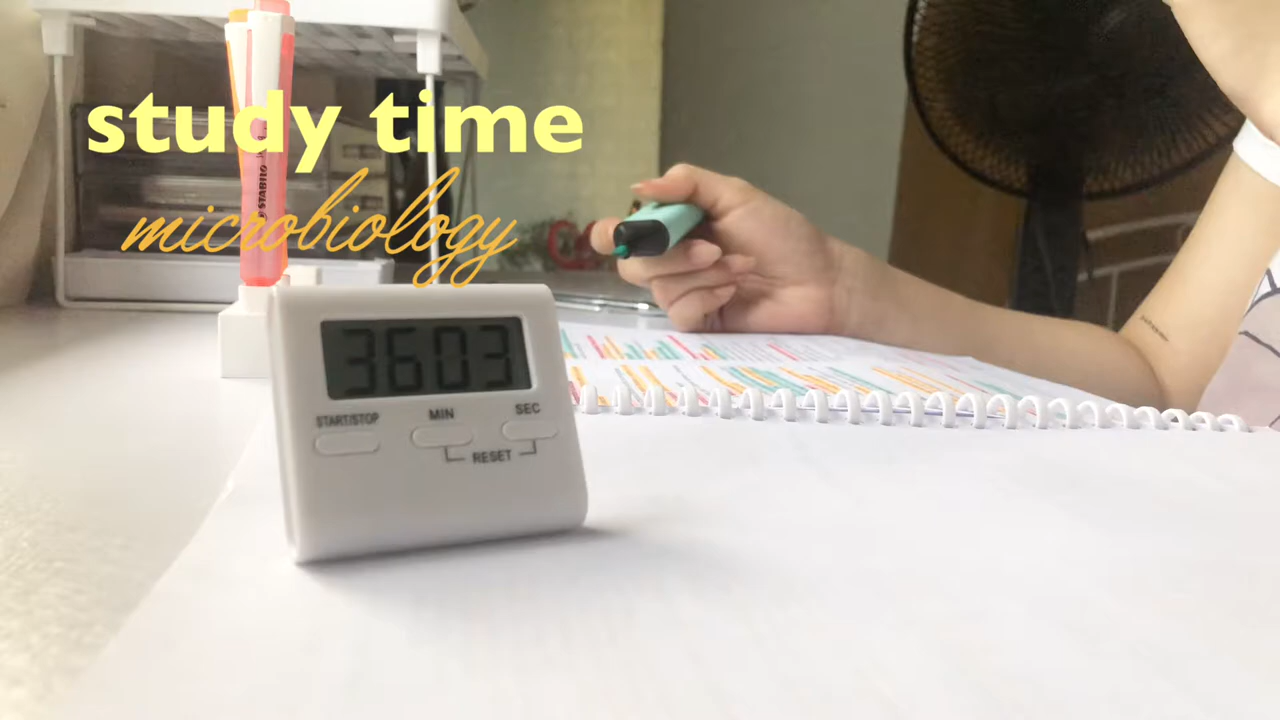 study time
microbiology
STABILO
3603
START/STOP
MIN
SEC
RESET